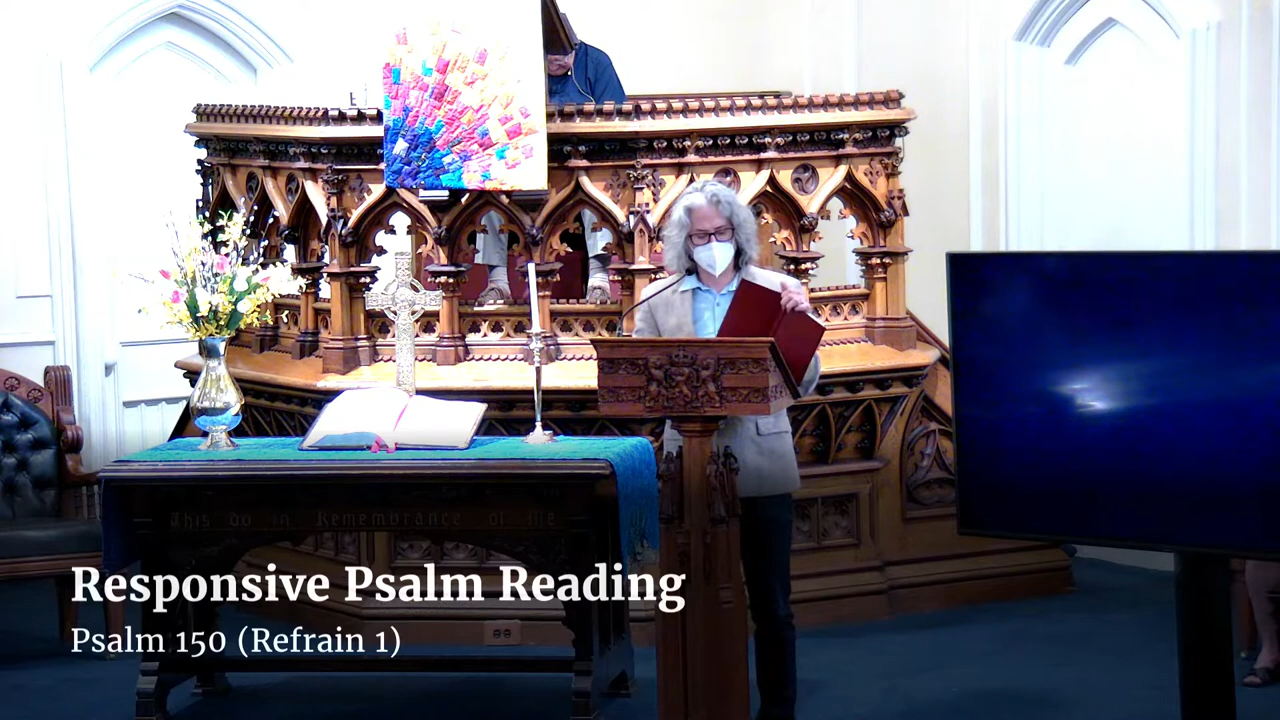 This do in Remembrance of Me
Responsive Psalm Reading
Psalm 150 (Refrain 1)